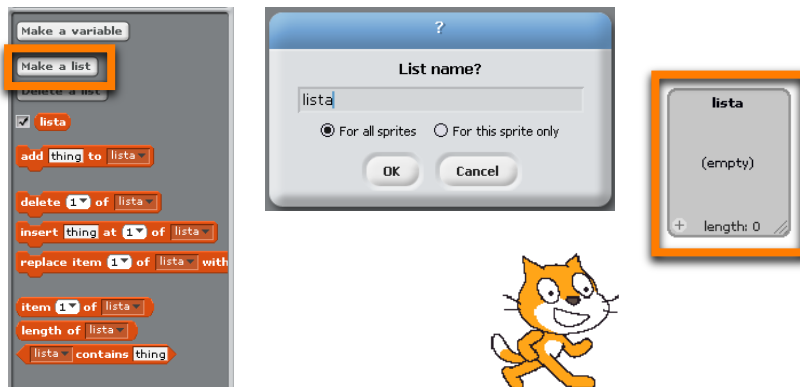 Make a variable
Make a list
Delete a list
lista
add thing to lista
delete 1 of lista
insert thing at 1 of lista
replace item 1 of lista with
item 1 of lista
length of lista
lista contains thing
?
List name?
lista
For all sprites For this sprite only
OK Cancel
lista
(empty)
+ length: 0